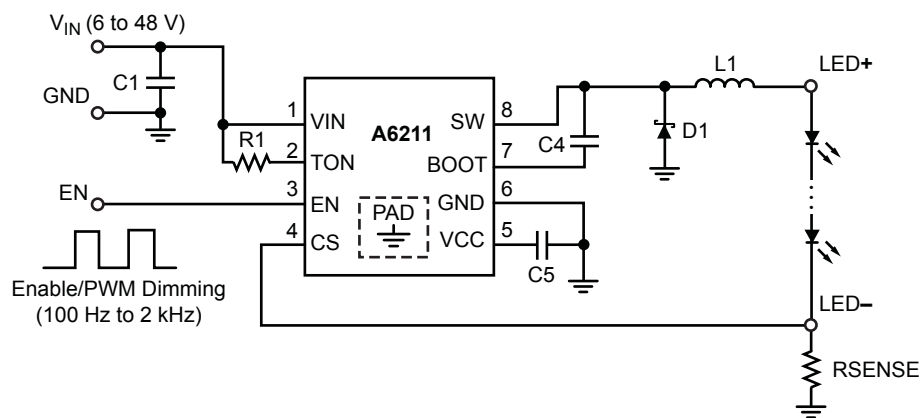 V_IN (6 to 48 V)
C1
GND
R1
1
VIN
2
TON
3
EN
EN
4
CS
A6211
PAD
SW
8
BOOT
7
GND
6
VCC
5
C4
C5
D1
L1
LED+
LED–
RSENSE
Enable/PWM Dimming
(100 Hz to 2 kHz)